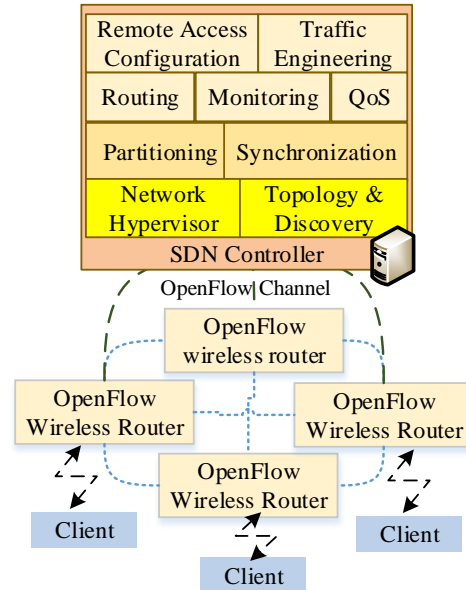 Remote Access
Configuration
Traffic
Engineering
Routing
Monitoring
QoS
Partitioning
Synchronization
Network
Hypervisor
Topology &
Discovery
SDN Controller
OpenFlow Channel
OpenFlow
wireless router
OpenFlow
Wireless Router
OpenFlow
Wireless Router
OpenFlow
Wireless Router
Client
Client
Client